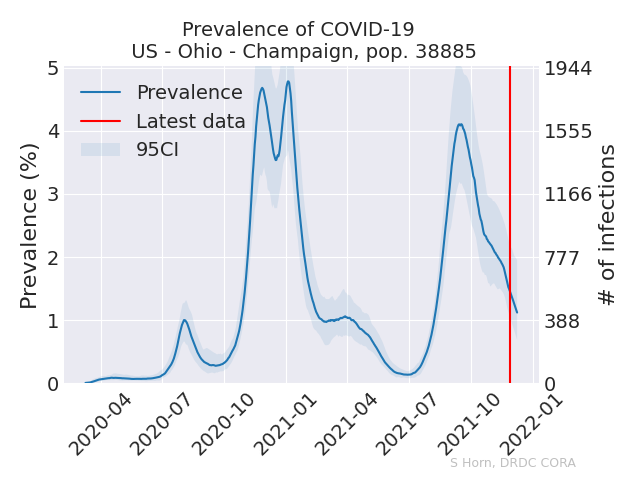 Prevalence of COVID-19
US - Ohio - Champaign, pop. 38885
Prevalence
Latest data
95CI
Prevalence (%)
5
4
3
2
1
0
1944
1555
1166
777
388
0
# of infections
2020-04
2020-07
2020-10
2021-01
2021-04
2021-07
2021-10
2022-01
S Horn, DRDC CORA